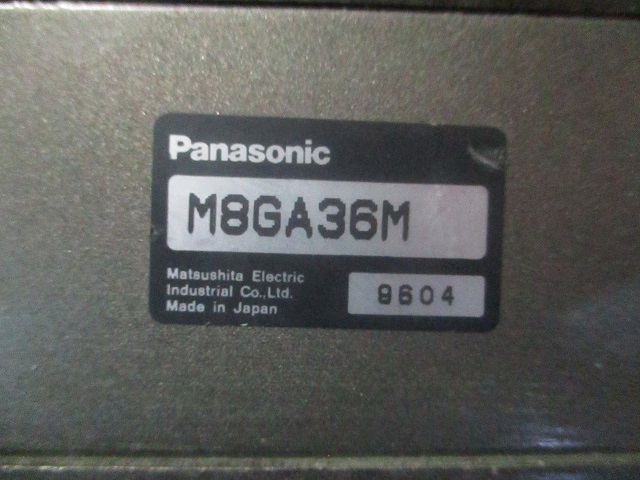 Panasonic
M8GA36M
Matsushita Electric
Industrial Co.,Ltd.
Made in Japan
9604